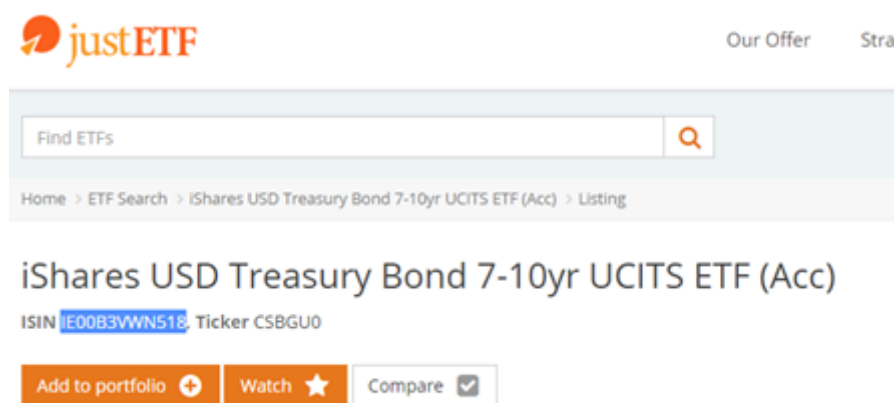 justETF
Our Offer
Find ETFs
Home > ETF Search > iShares USD Treasury Bond 7-10yr UCITS ETF (Acc) > Listing
iShares USD Treasury Bond 7-10yr UCITS ETF (Acc)
ISIN IE00B3VWN518, Ticker CSBGU0
Add to portfolio
Watch
Compare